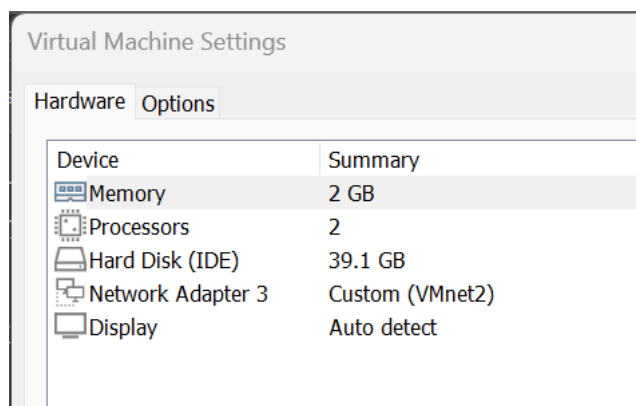 Virtual Machine Settings
Hardware Options
Device Summary
Memory 2 GB
Processors 2
Hard Disk (IDE) 39.1 GB
Network Adapter 3 Custom (VMnet2)
Display Auto detect